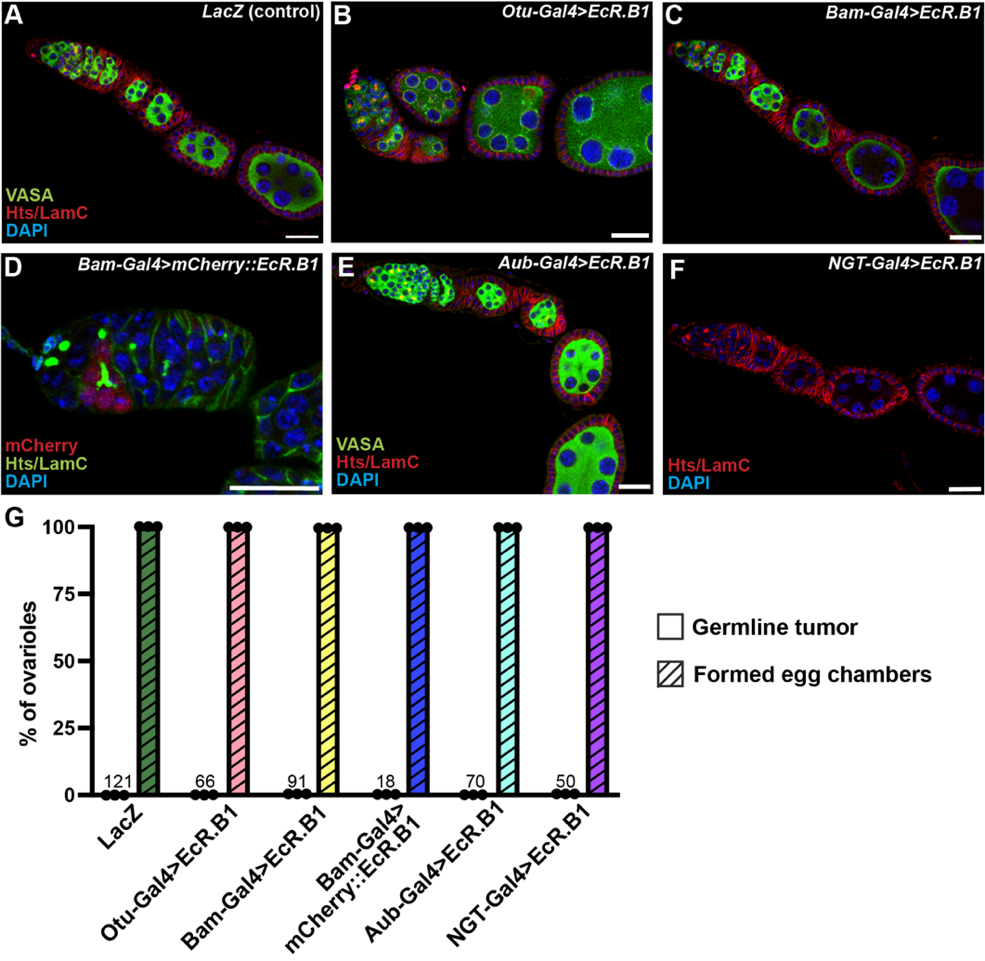 A
LacZ (control)
VASA
Hts/LamC
DAPI
B
Otu-Gal4>EcR.B1
C
Bam-Gal4>EcR.B1
D
Bam-Gal4>mCherry::EcR.B1
mCherry
Hts/LamC
DAPI
E
Aub-Gal4>EcR.B1
VASA
Hts/LamC
DAPI
F
NGT-Gal4>EcR.B1
Hts/LamC
DAPI
G
% of ovarioles
100
75
50
25
0
121
66
91
18
70
50
LacZ
Otu-Gal4>EcR.B1
Bam-Gal4>EcR.B1
Bam-Gal4>
mCherry::EcR.B1
Aub-Gal4>EcR.B1
NGT-Gal4>EcR.B1
Germline tumor
Formed egg chambers